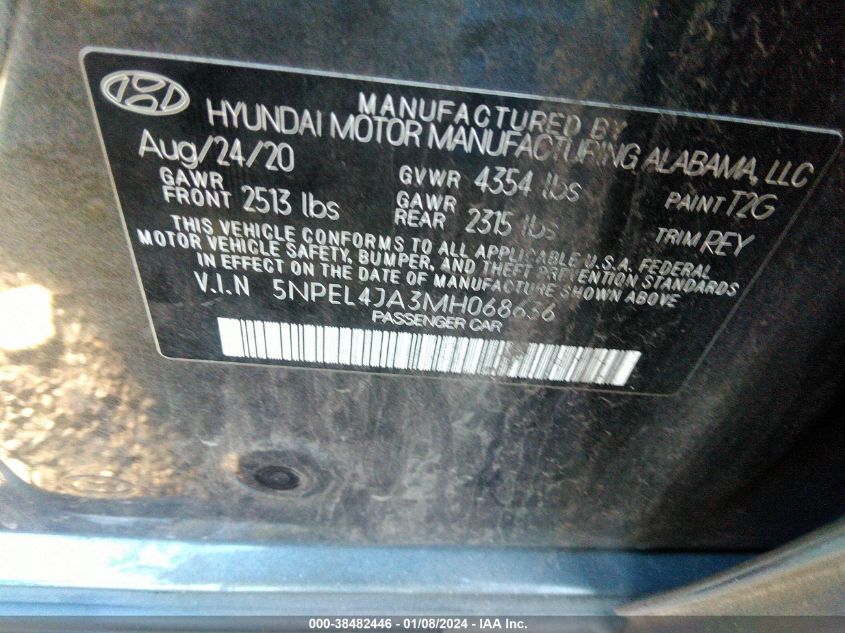 MANUFACTURED BY
HYUNDAI MOTOR MANUFACTURING ALABAMA, LLC
Aug/24/20 GVWR 4354 lbs PAINT T2G
GAWR FRONT 2513 lbs GAWR REAR 2315 lbs TRIM REY
THIS VEHICLE CONFORMS TO ALL APPLICABLE U.S.A. FEDERAL
MOTOR VEHICLE SAFETY, BUMPER, AND THEFT PREVENTION STANDARDS
IN EFFECT ON THE DATE OF MANUFACTURE SHOWN ABOVE
V.I.N 5NPEL4JA3MH068636
PASSENGER CAR
000-38482446 - 01/08/2024 - IAA Inc.